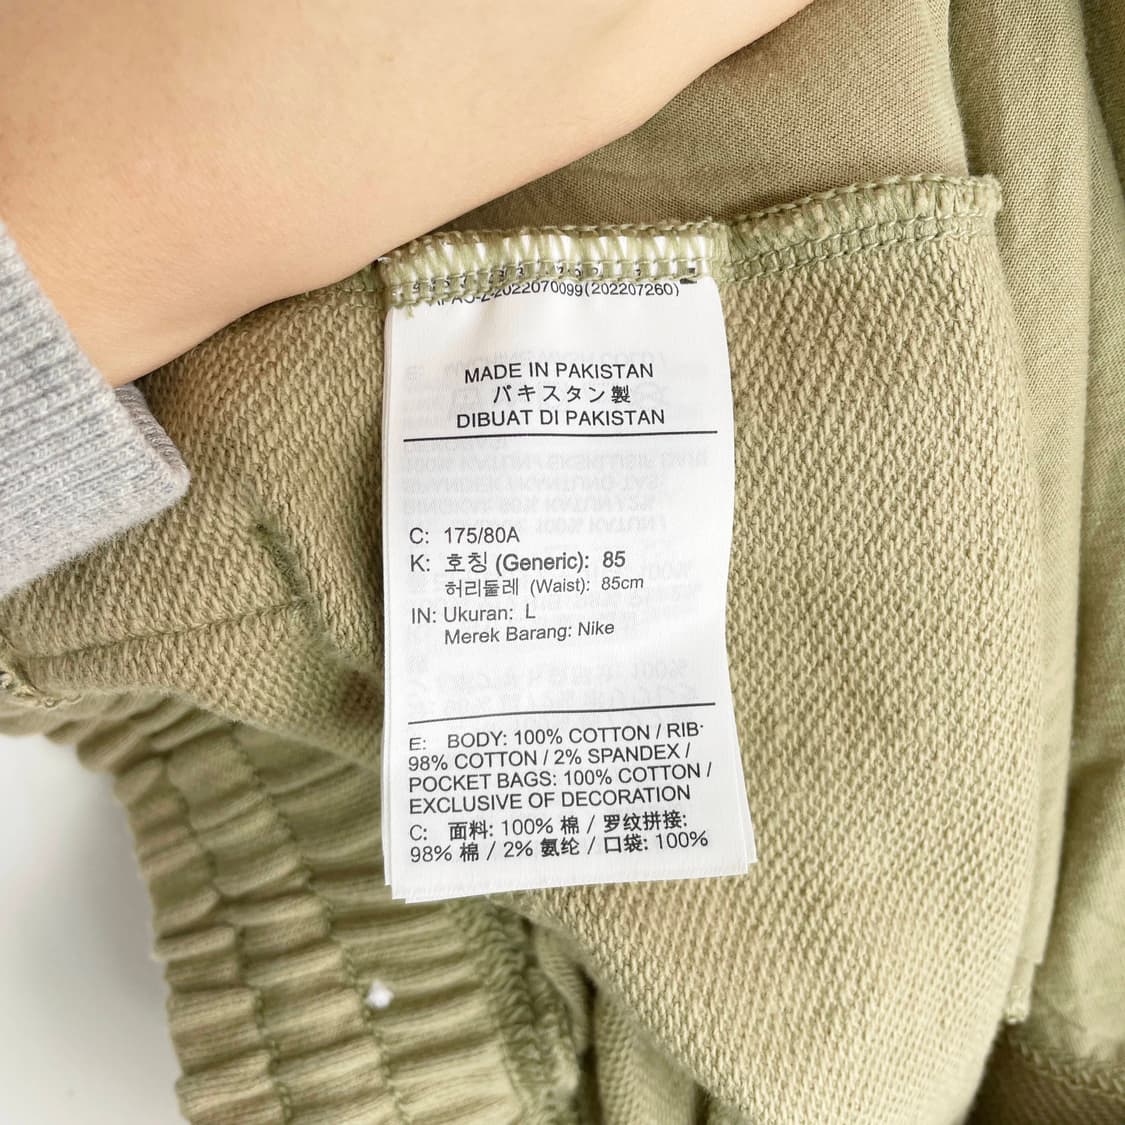 2022070099(202207260)
MADE IN PAKISTAN
パキスタン製
DIBUAT DI PAKISTAN
C: 175/80A
K: 호칭 (Generic): 85
허리둘레 (Waist): 85cm
IN: Ukuran: L
Merek Barang: Nike
E: BODY: 100% COTTON / RIB-
98% COTTON / 2% SPANDEX /
POCKET BAGS: 100% COTTON /
EXCLUSIVE OF DECORATION
C: 面料: 100% 棉 / 罗纹拼接:
98% 棉 / 2% 氨纶 / 口袋: 100%